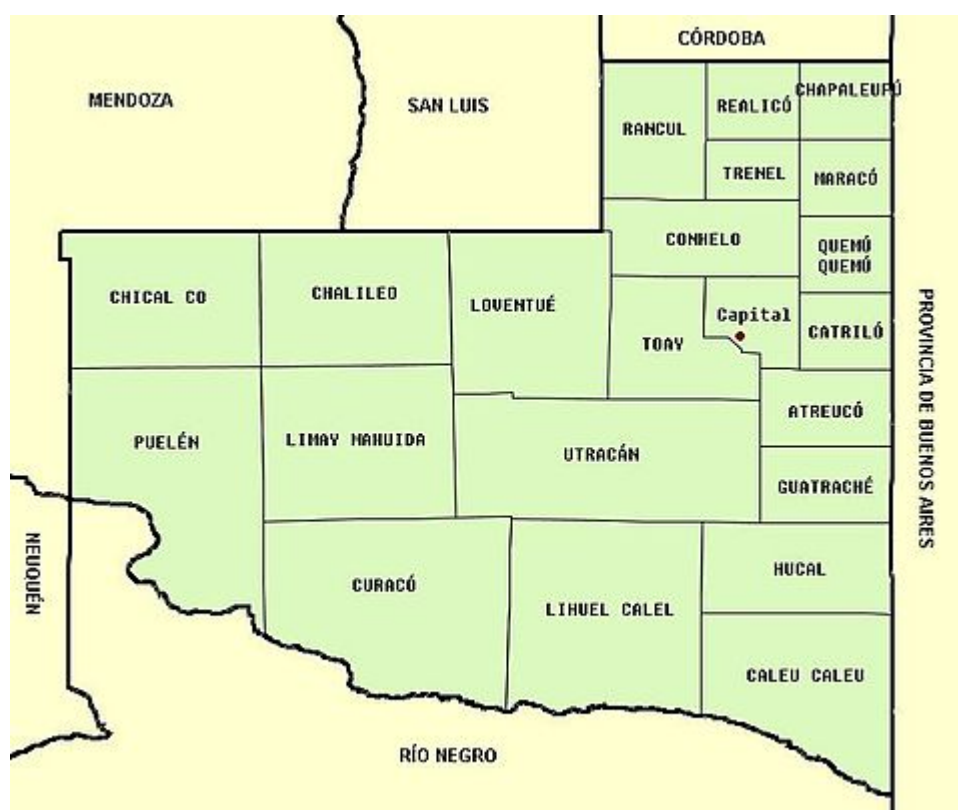 CÓRDOBA
MENDOZA
SAN LUIS
RANCUL
REALICÓ
CHAPALEUFÚ
TRENEL
MARACÓ
CONHELO
QUEMÚ
QUEMÚ
CHICAL CO
CHALILEO
LOVENTUÉ
TOAY
Capital
CATRILÓ
PROVINCIA DE BUENOS AIRES
PUELÉN
LIMAY MAHUIDA
UTRACÁN
ATREUCÓ
GUATRACHÉ
NEUQUÉN
CURACÓ
LIHUEL CALEL
HUCAL
CALEU CALEU
RÍO NEGRO